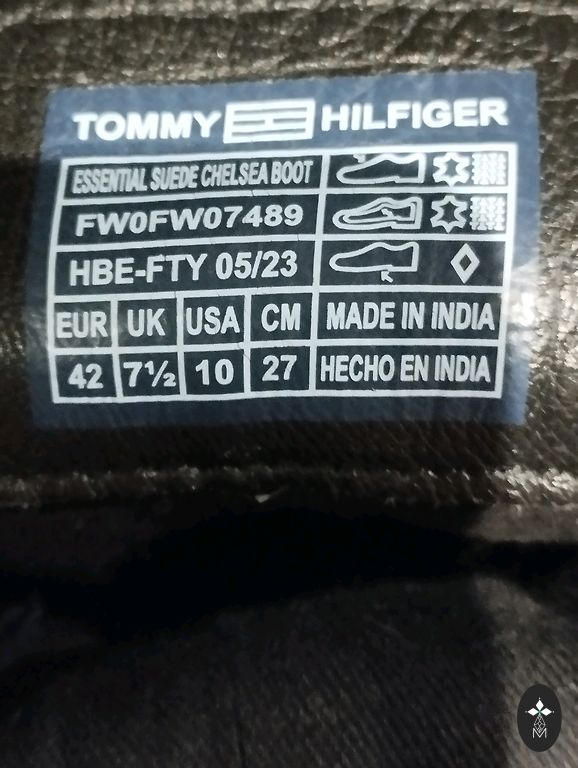 TOMMY HILFIGER
ESSENTIAL SUEDE CHELSEA BOOT
FW0FW07489
HBE-FTY 05/23
EUR UK USA CM MADE IN INDIA
42 7½ 10 27 HECHO EN INDIA
M